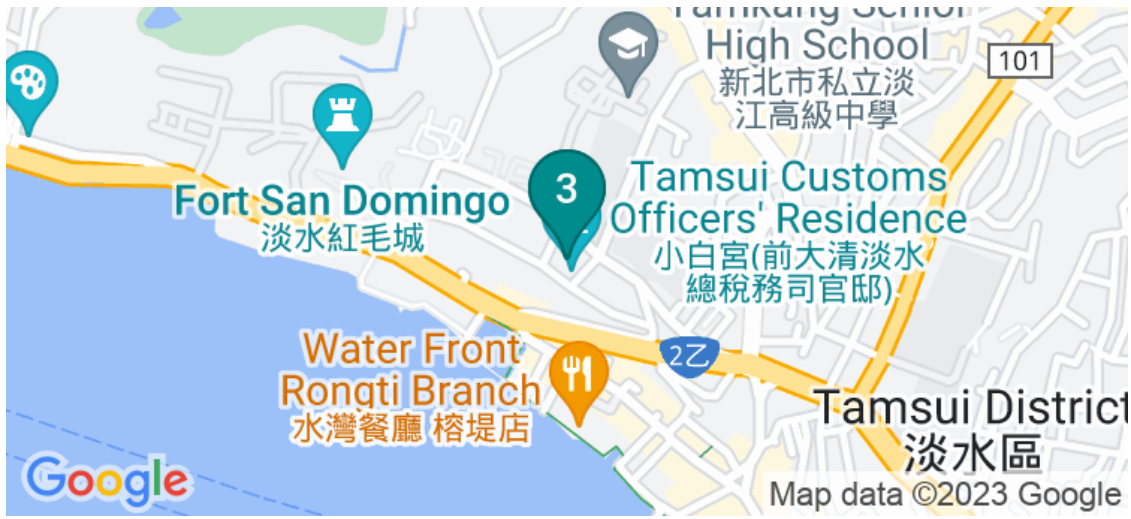 Tamkang Senior
High School
新北市私立淡
江高級中學
101
Fort San Domingo
淡水紅毛城
3
Tamsui Customs
Officers' Residence
小白宮(前大清淡水
總稅務司官邸)
Water Front
Rongti Branch
水灣餐廳 榕堤店
2乙
Tamsui District
淡水區
Google
Map data ©2023 Google